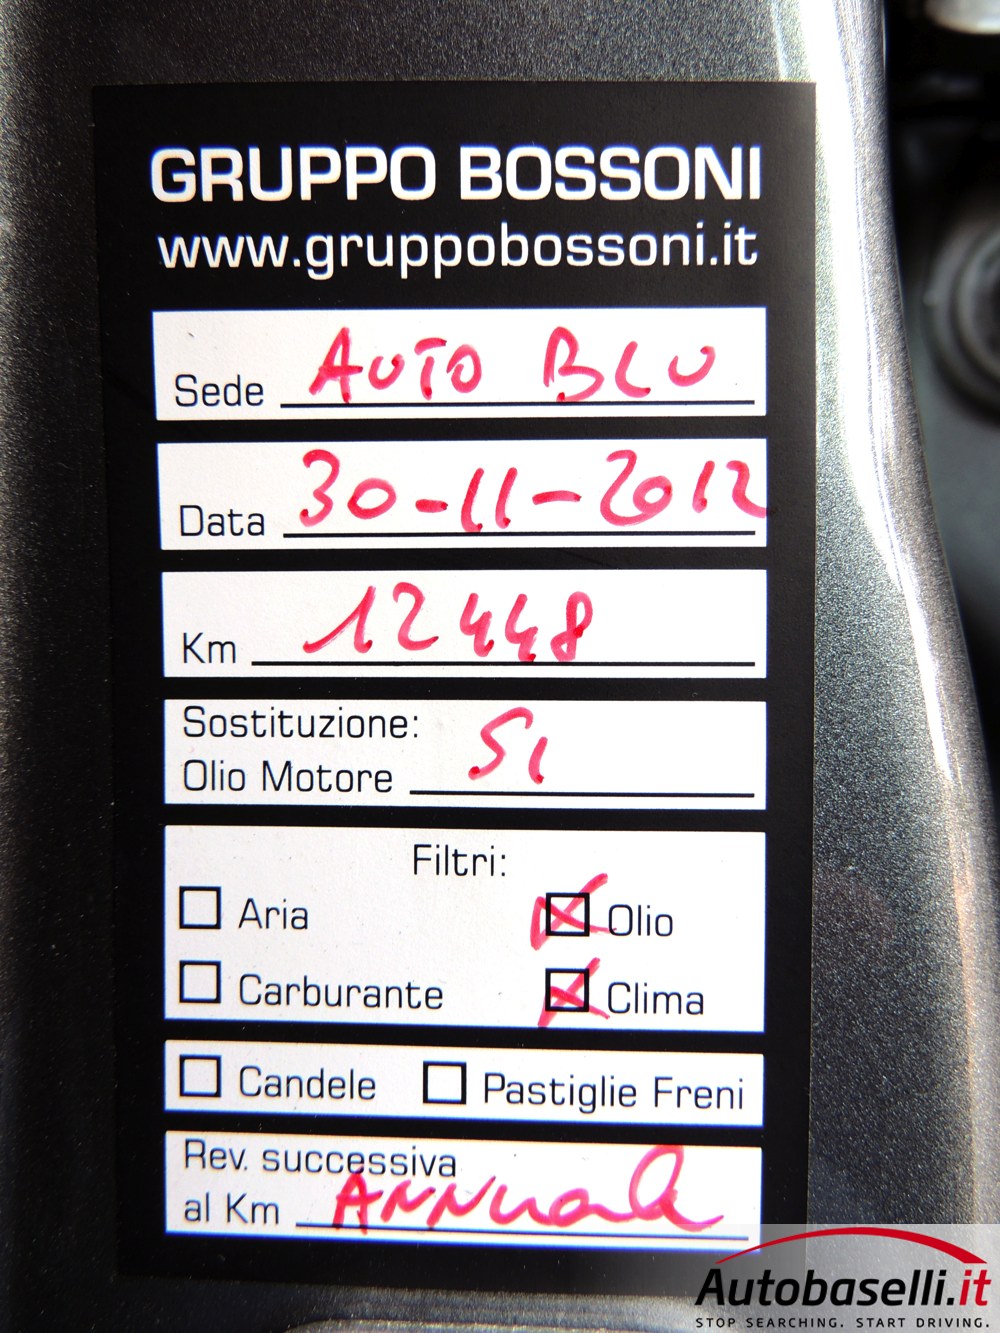 GRUPPO BOSSONI
www.gruppobossoni.it
Sede AUTO BLU
Data 30-11-2012
Km 12448
Sostituzione:
Olio Motore SI
Filtri:
Aria Olio
Carburante Clima
Candele Pastiglie Freni
Rev. successiva
al Km ANNUALE
Autobaselli.it
STOP SEARCHING. START DRIVING.